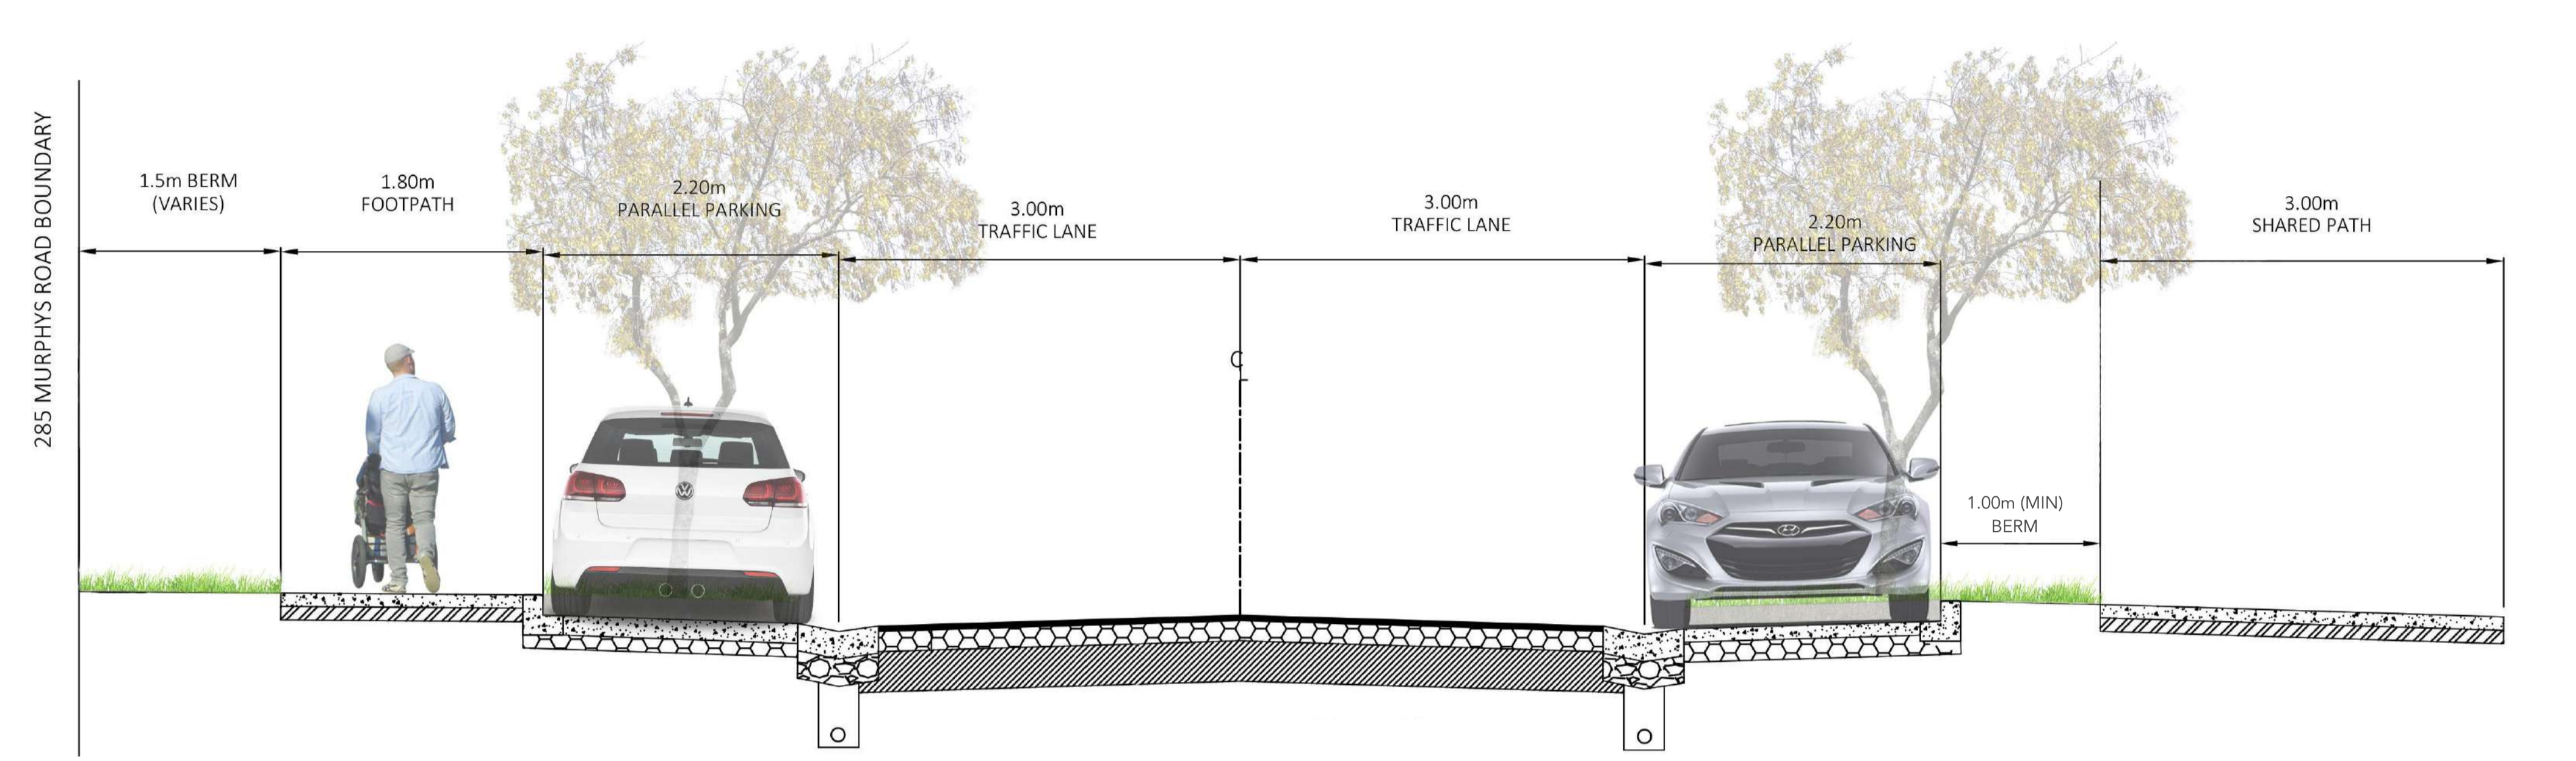 285 MURPHYS ROAD BOUNDARY
1.5m BERM
(VARIES)
1.80m
FOOTPATH
2.20m
PARALLEL PARKING
3.00m
TRAFFIC LANE
3.00m
TRAFFIC LANE
2.20m
PARALLEL PARKING
1.00m (MIN)
BERM
3.00m
SHARED PATH
CL